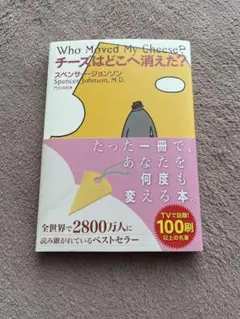 Who Moved My Cheese?
チーズはどこへ消えた?
スペンサー・ジョンソン
Spencer Johnson, M.D.
たった一冊で、
あなたを
何度も
変える本
TVで話題!
100刷
以上の名著
全世界で2800万人に
読み継がれているベストセラー